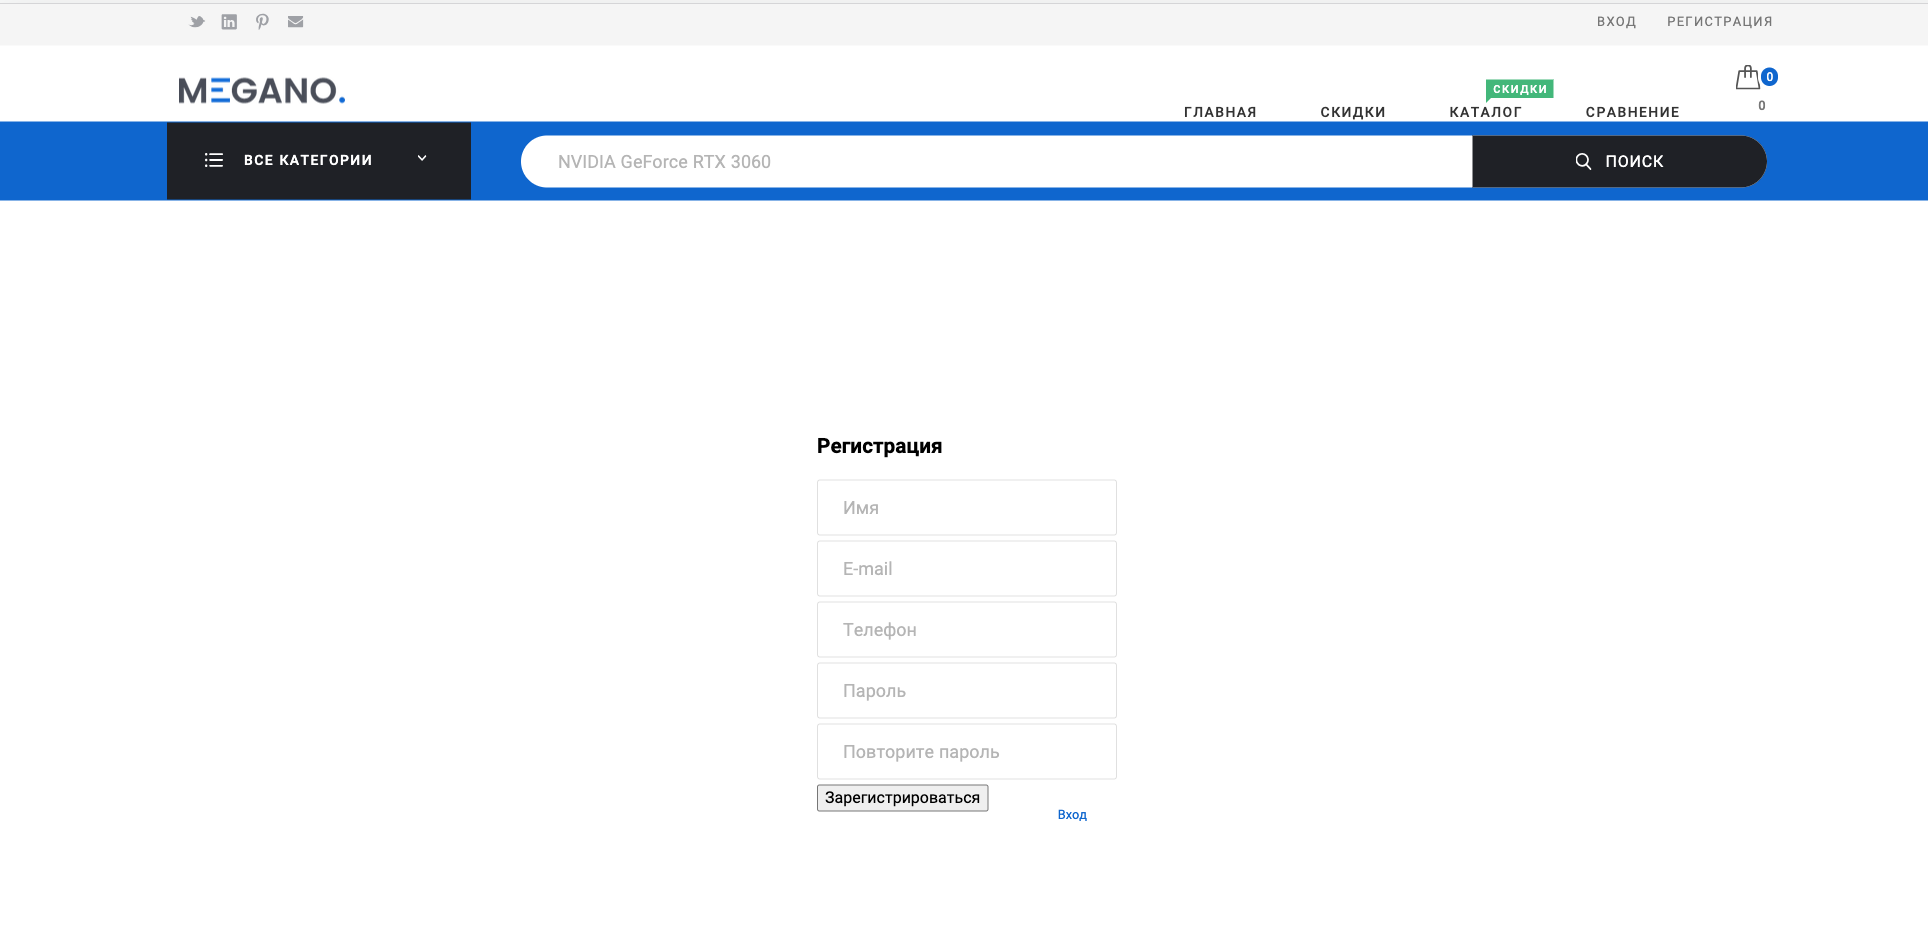 ВХОД РЕГИСТРАЦИЯ
MEGANO.
0
СКИДКИ
0
ГЛАВНАЯ СКИДКИ КАТАЛОГ СРАВНЕНИЕ
ВСЕ КАТЕГОРИИ NVIDIA GeForce RTX 3060 ПОИСК
Регистрация
Имя
E-mail
Телефон
Пароль
Повторите пароль
Зарегистрироваться
Вход